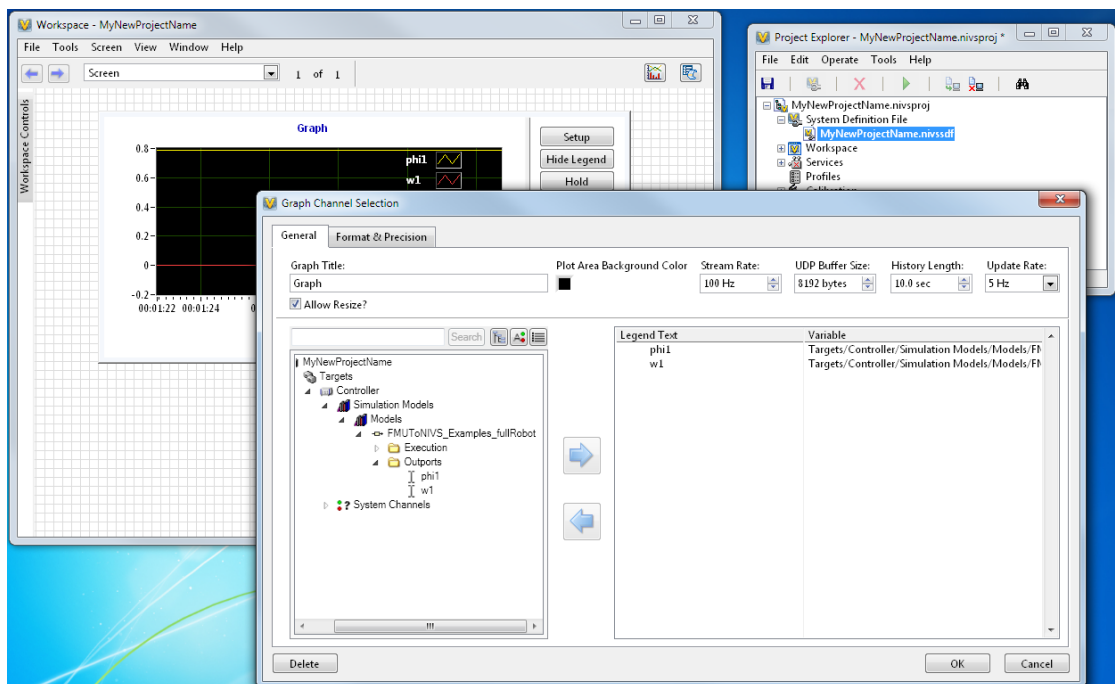 Workspace - MyNewProjectName
File Tools Screen View Window Help
Screen 1 of 1
Workspace Controls
Graph
0.8
0.6
0.4
0.2
0
-0.2
00:01:22 00:01:24
phi1
w1
Setup
Hide Legend
Hold
Project Explorer - MyNewProjectName.nivsproj *
File Edit Operate Tools Help
MyNewProjectName.nivsproj
System Definition File
MyNewProjectName.nivssdf
Workspace
Services
Profiles
Calibration
Graph Channel Selection
General Format & Precision
Graph Title: Plot Area Background Color Stream Rate: UDP Buffer Size: History Length: Update Rate:
Graph 100 Hz 8192 bytes 10.0 sec 5 Hz
Allow Resize?
Search
MyNewProjectName
Targets
Controller
Simulation Models
Models
FMUToNIVS_Examples_fullRobot
Execution
Outports
phi1
w1
System Channels
Legend Text Variable
phi1 Targets/Controller/Simulation Models/Models/FM
w1 Targets/Controller/Simulation Models/Models/FM
Delete OK Cancel